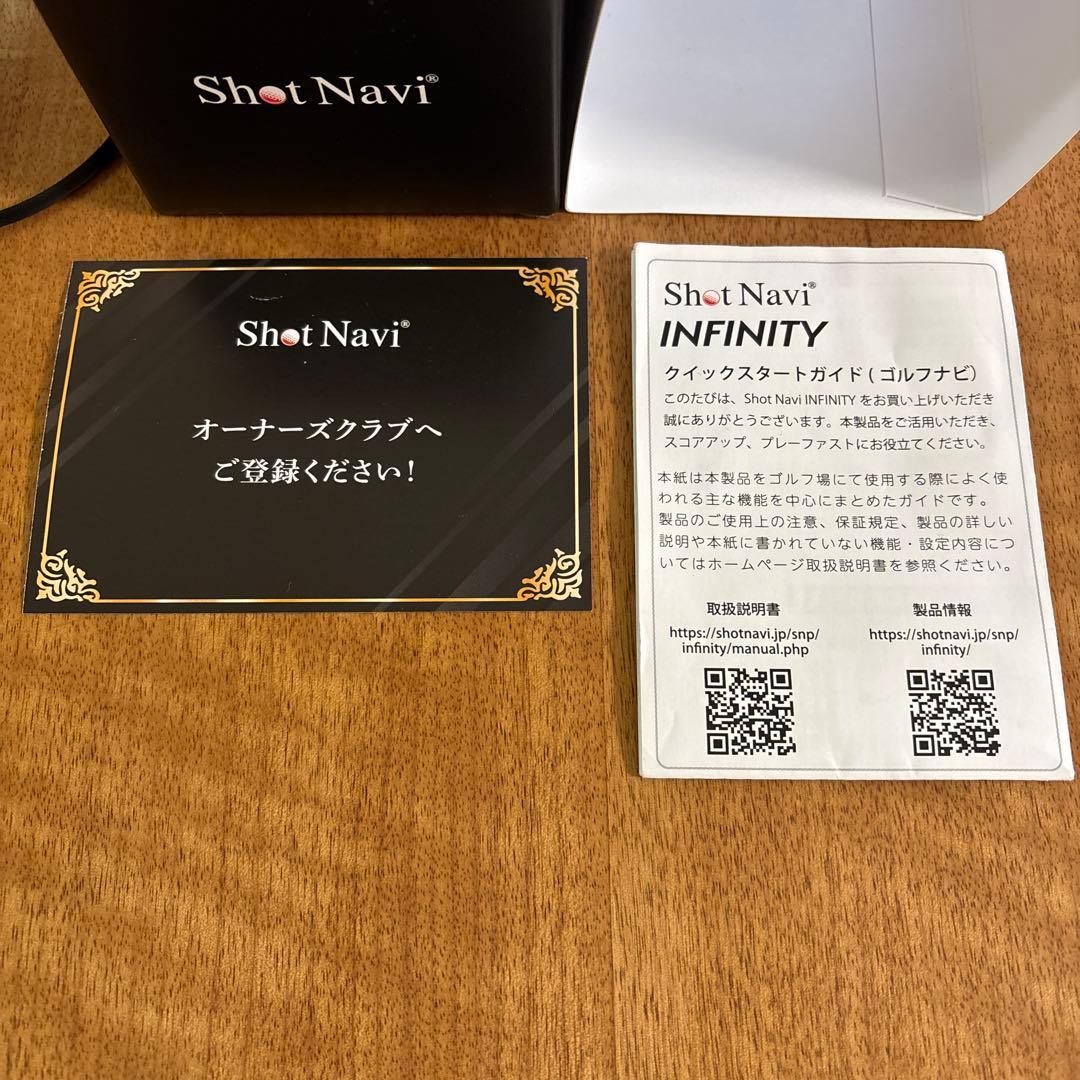 Shot Navi®
Shot Navi®
オーナーズクラブへ
ご登録ください！
Shot Navi®
INFINITY
クイックスタートガイド ( ゴルフナビ）
このたびは、Shot Navi INFINITY をお買い上げいただき
誠にありがとうございます。本製品をご活用いただき、
スコアアップ、プレーファストにお役立てください。
本紙は本製品をゴルフ場にて使用する際によく使
われる主な機能を中心にまとめたガイドです。
製品のご使用上の注意、保証規定、製品の詳しい
説明や本紙に書かれていない機能・設定内容につ
いてはホームページ取扱説明書を参照ください。
取扱説明書
https://shotnavi.jp/snp/
infinity/manual.php
製品情報
https://shotnavi.jp/snp/
infinity/